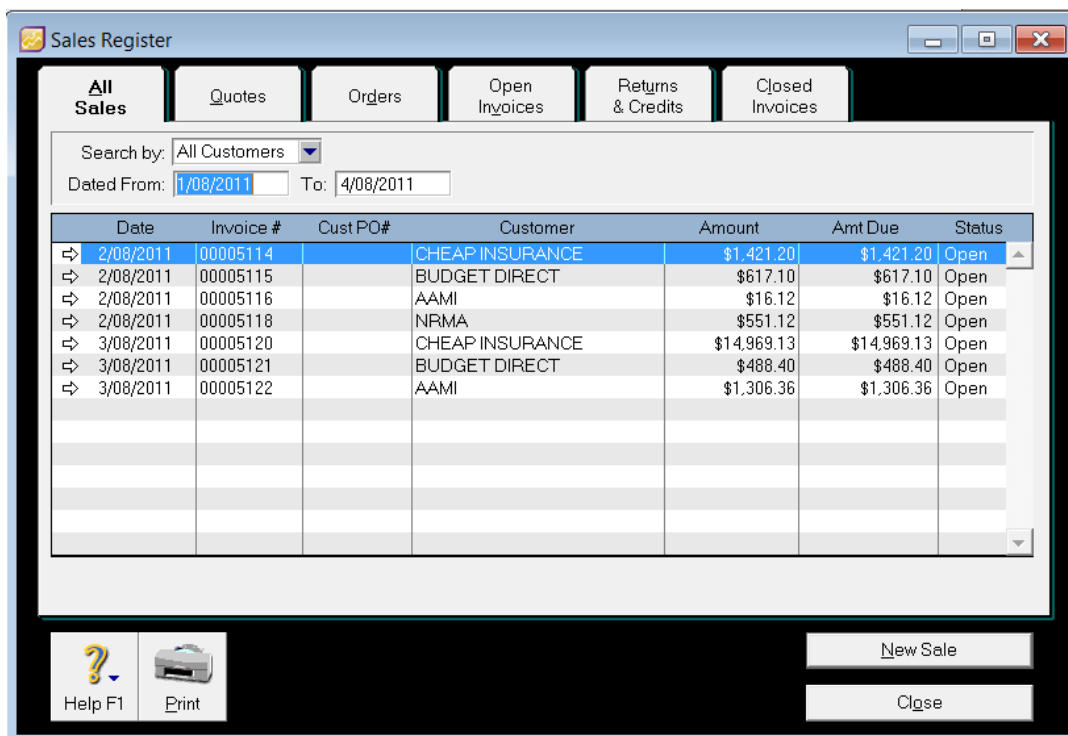 Sales Register
All Sales Quotes Orders Open Invoices Returns & Credits Closed Invoices
Search by: All Customers
Dated From: 1/08/2011 To: 4/08/2011
Date Invoice # Cust PO# Customer Amount Amt Due Status
2/08/2011 00005114 CHEAP INSURANCE $1,421.20 $1,421.20 Open
2/08/2011 00005115 BUDGET DIRECT $617.10 $617.10 Open
2/08/2011 00005116 AAMI $16.12 $16.12 Open
2/08/2011 00005118 NRMA $551.12 $551.12 Open
3/08/2011 00005120 CHEAP INSURANCE $14,969.13 $14,969.13 Open
3/08/2011 00005121 BUDGET DIRECT $488.40 $488.40 Open
3/08/2011 00005122 AAMI $1,306.36 $1,306.36 Open
New Sale
Help F1 Print Close